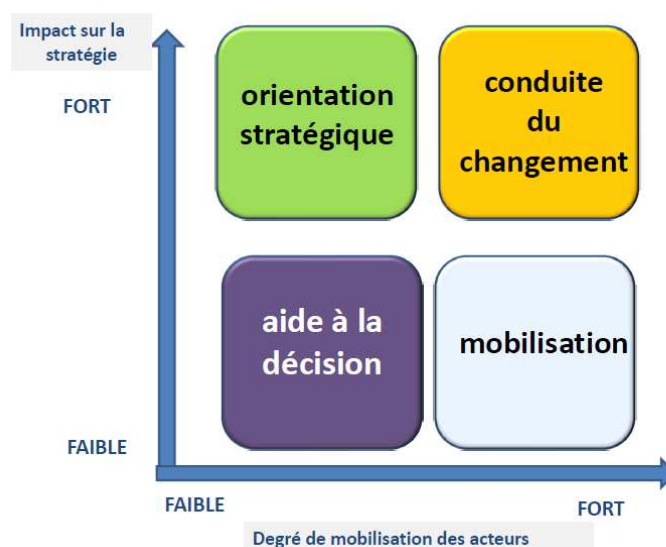 Impact sur la
stratégie
FORT
orientation
stratégique
conduite
du
changement
aide à la
décision
mobilisation
FAIBLE
FAIBLE
FORT
Degré de mobilisation des acteurs